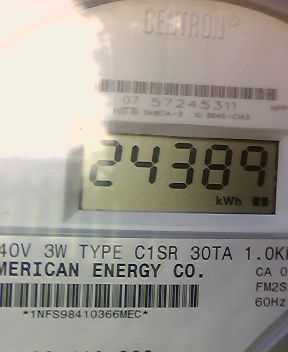 CENTRON®
07 57245311
24389
kWh
40V 3W TYPE C1SR 30TA 1.0K
MERICAN ENERGY CO.
CA 0
FM2S
60Hz
*1NFS98410366MEC*